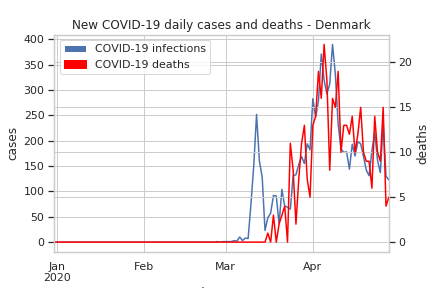 New COVID-19 daily cases and deaths - Denmark
COVID-19 infections
COVID-19 deaths
400
350
300
250
200
150
100
50
0
cases
20
15
10
5
0
deaths
Jan
2020
Feb
Mar
Apr